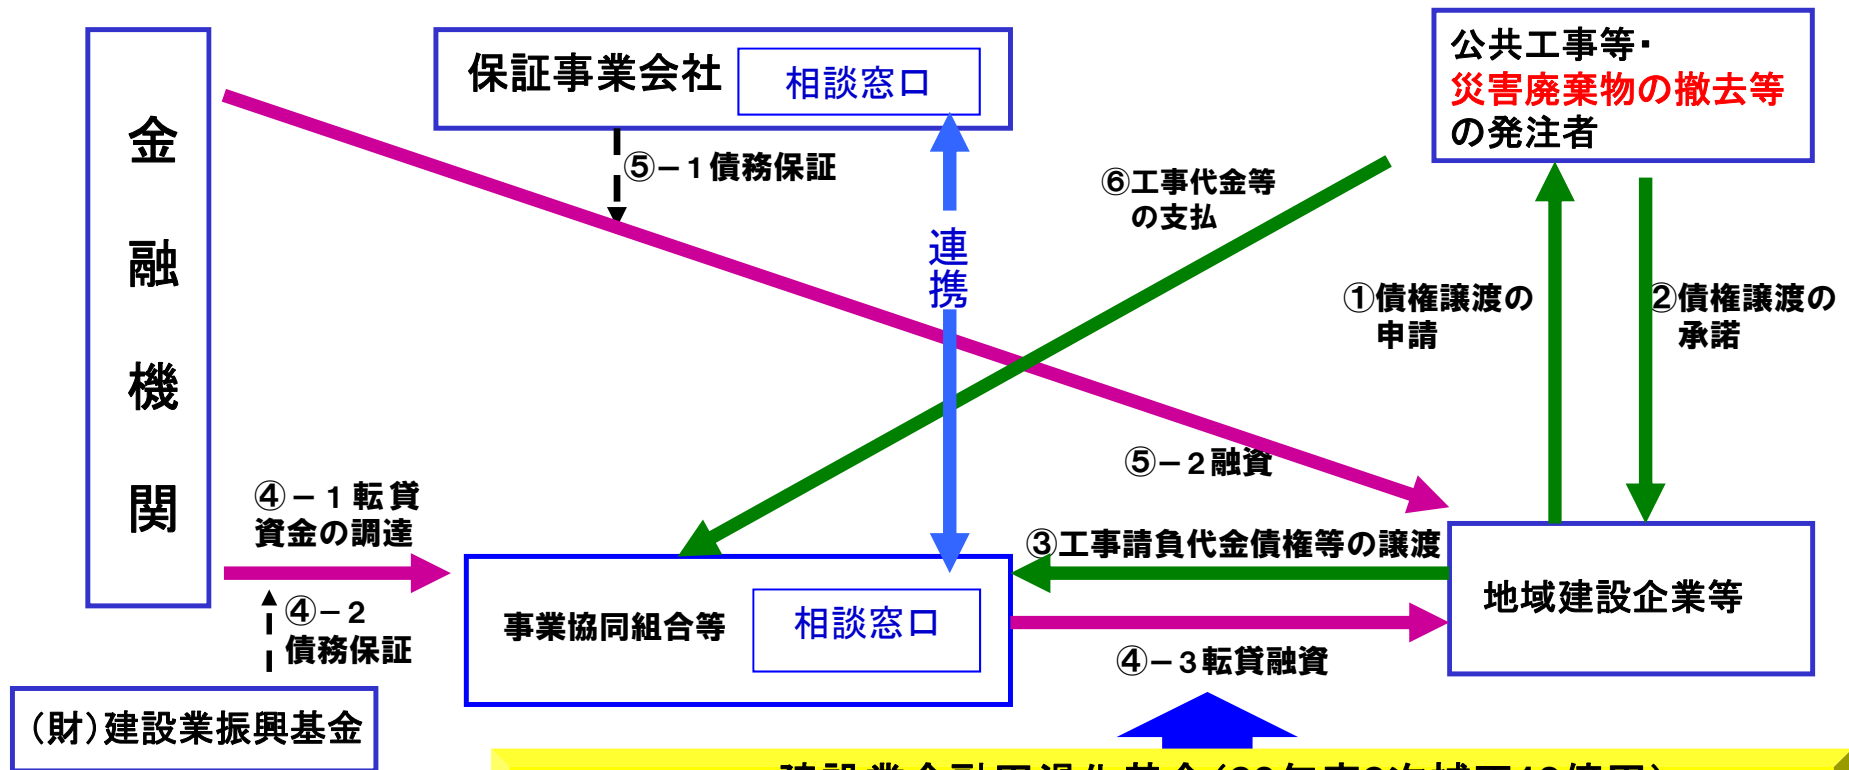 金融機関
保証事業会社
相談窓口
公共工事等・
災害廃棄物の撤去等
の発注者
⑤－1債務保証
⑥工事代金等
の支払
連携
①債権譲渡の
申請
②債権譲渡の
承諾
⑤－2融資
④－1転貸
資金の調達
③工事請負代金債権等の譲渡
④－2
債務保証
事業協同組合等
相談窓口
地域建設企業等
④－3転貸融資
（財）建設業振興基金